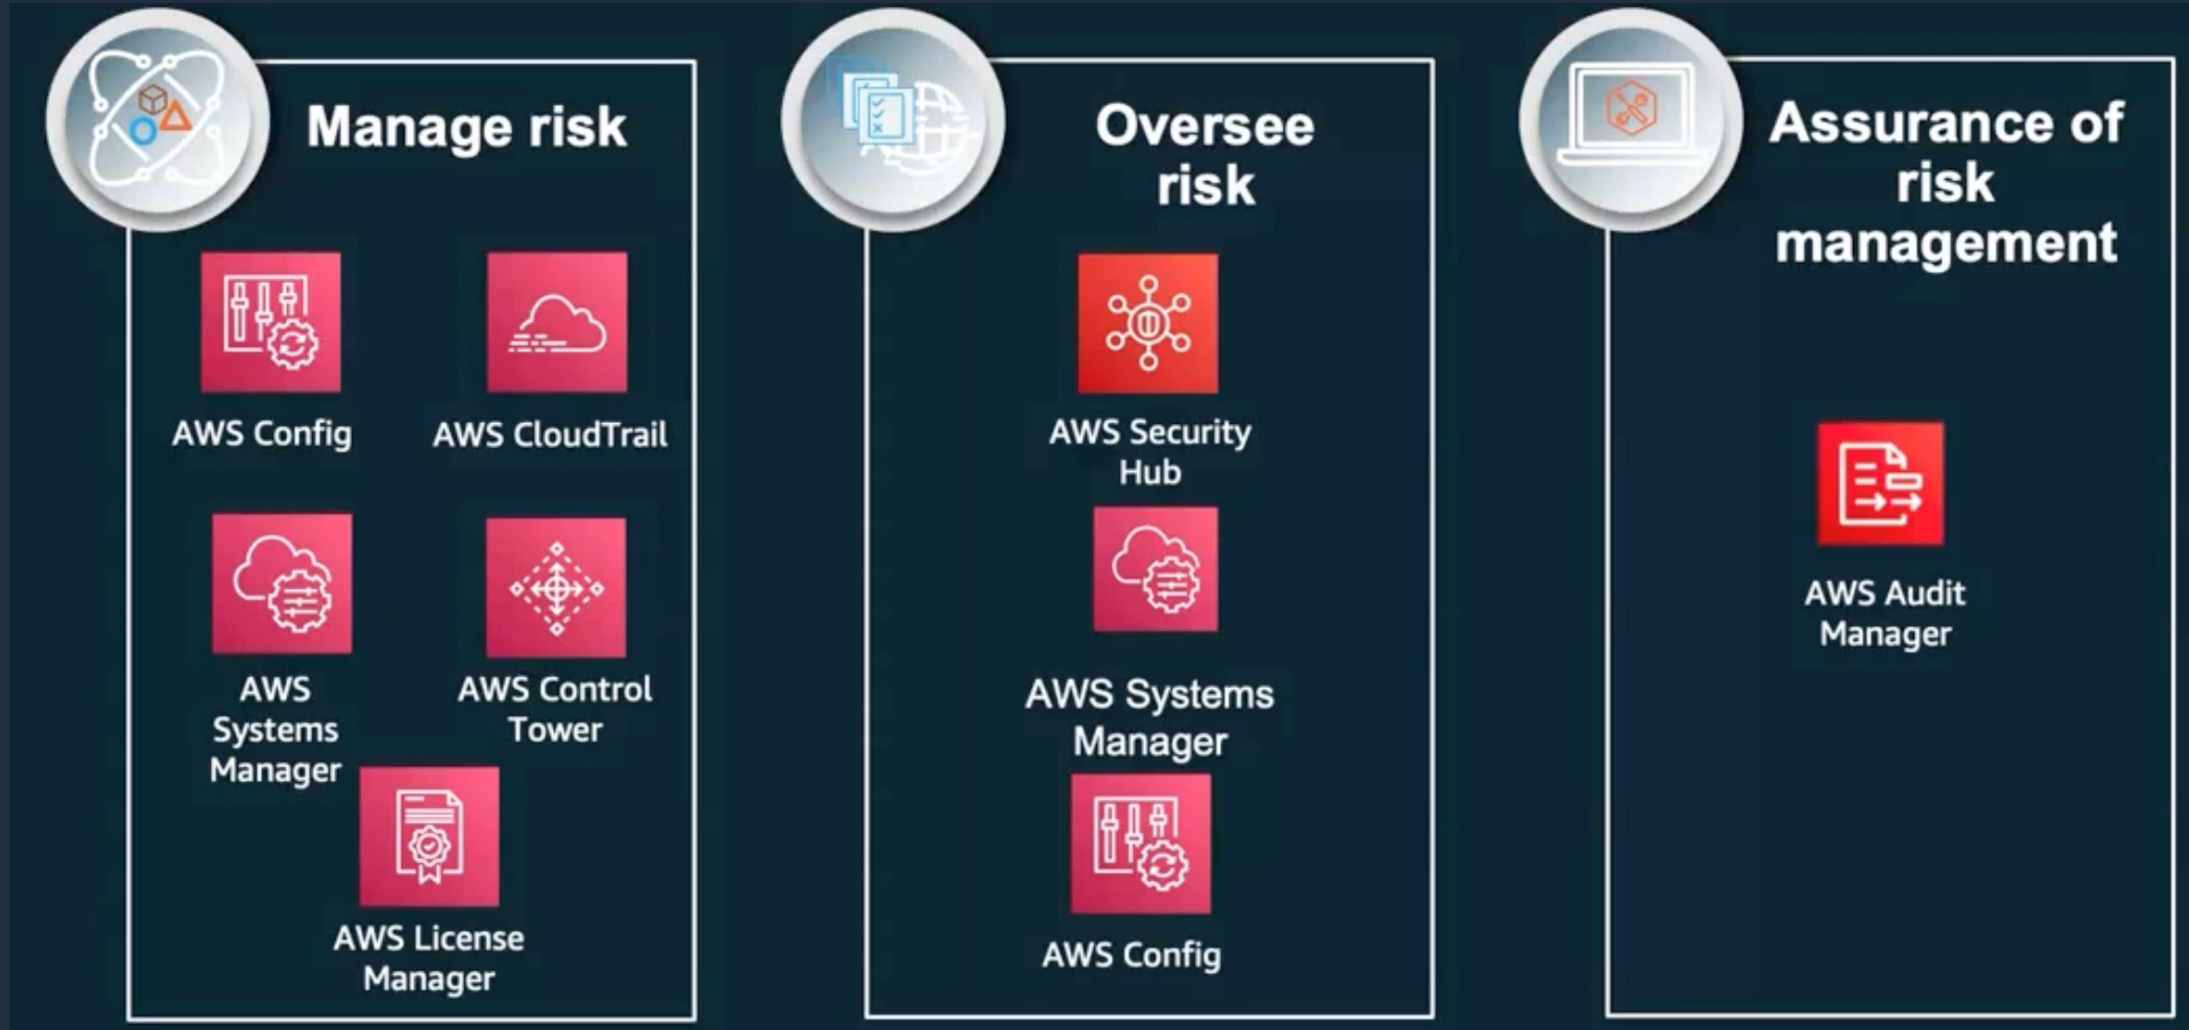 Manage risk
AWS Config
AWS CloudTrail
AWS
Systems
Manager
AWS Control
Tower
AWS License
Manager
Oversee
risk
AWS Security
Hub
AWS Systems
Manager
AWS Config
Assurance of
risk
management
AWS Audit
Manager